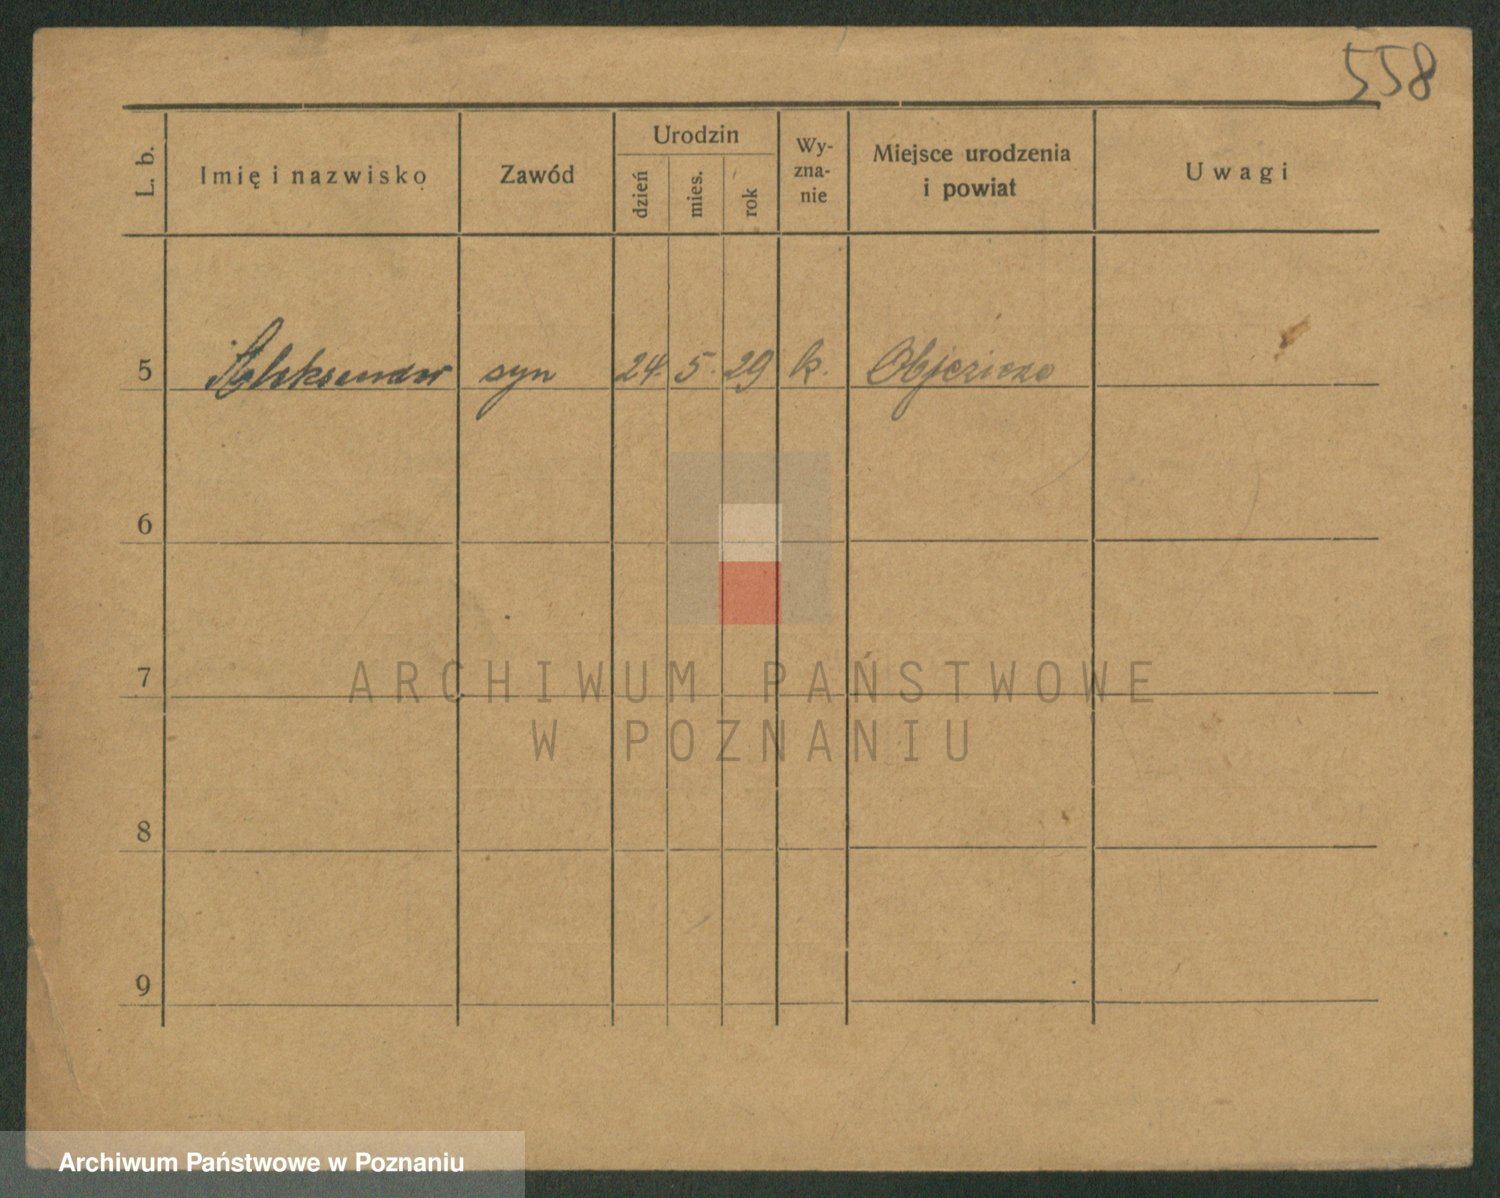 558
L. b. Imię i nazwisko Zawód Urodzin dzień mies. rok Wy-zna-nie Miejsce urodzenia i powiat Uwagi
5 Aleksander syn 24. 5. 29 k. Objezierze
6
7
8
9
ARCHIWUM PAŃSTWOWE
W POZNANIU
Archiwum Państwowe w Poznaniu